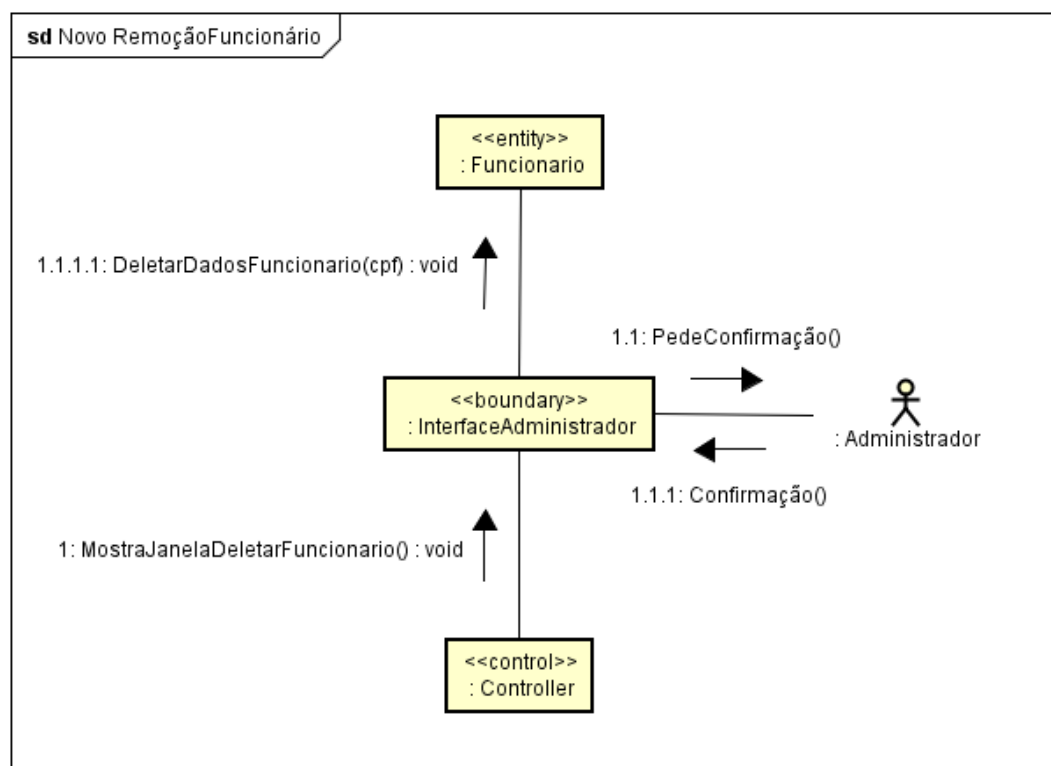 sd Novo RemoçãoFuncionário
<<entity>>
: Funcionario
1.1.1.1: DeletarDadosFuncionario(cpf) : void
1.1: PedeConfirmação()
<<boundary>>
: InterfaceAdministrador
: Administrador
1.1.1: Confirmação()
1: MostraJanelaDeletarFuncionario() : void
<<control>>
: Controller